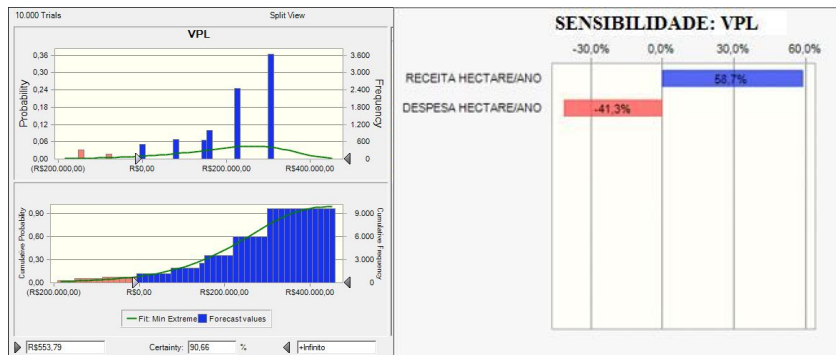 10.000 Trials
Split View
VPL
Probability
Frequency
0,36
0,30
0,24
0,18
0,12
0,06
0,00
3.600
3.000
2.400
1.800
1.200
600
0
(R$200.000,00)
R$0,00
R$200.000,00
R$400.000,00
Cumulative Probability
Cumulative Frequency
0,90
0,60
0,30
0,00
9.000
6.000
3.000
0
(R$200.000,00)
R$0,00
R$200.000,00
R$400.000,00
Fit: Min Extreme
Forecast values
R$553,79
Certainty: 90,66 %
+Infinito
SENSIBILIDADE: VPL
-30,0% 0,0% 30,0% 60,0%
RECEITA HECTARE/ANO
58,7%
DESPESA HECTARE/ANO
-41,3%